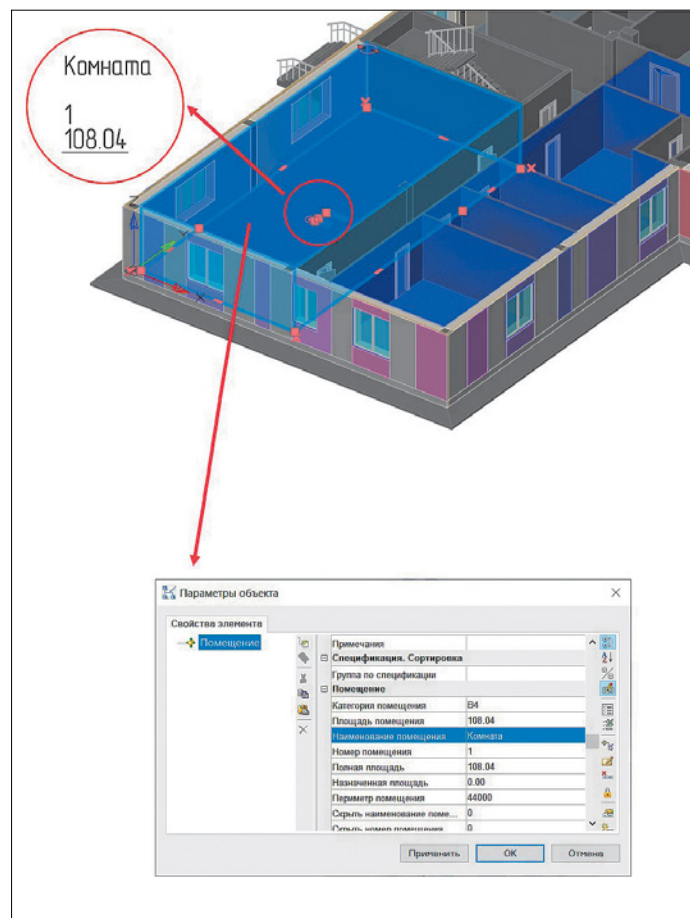 Комната
1
108.04
Параметры объекта
Свойства элемента
Помещение
Примечания
Спецификация. Сортировка
Группа по спецификации
Помещение
Категория помещения В4
Площадь помещения 108.04
Наименование помещения Комната
Номер помещения 1
Полная площадь 108.04
Назначенная площадь 0.00
Периметр помещения 44000
Скрыть наименование поме... 0
Скрыть номер помещения 0
Применить ОК Отмена